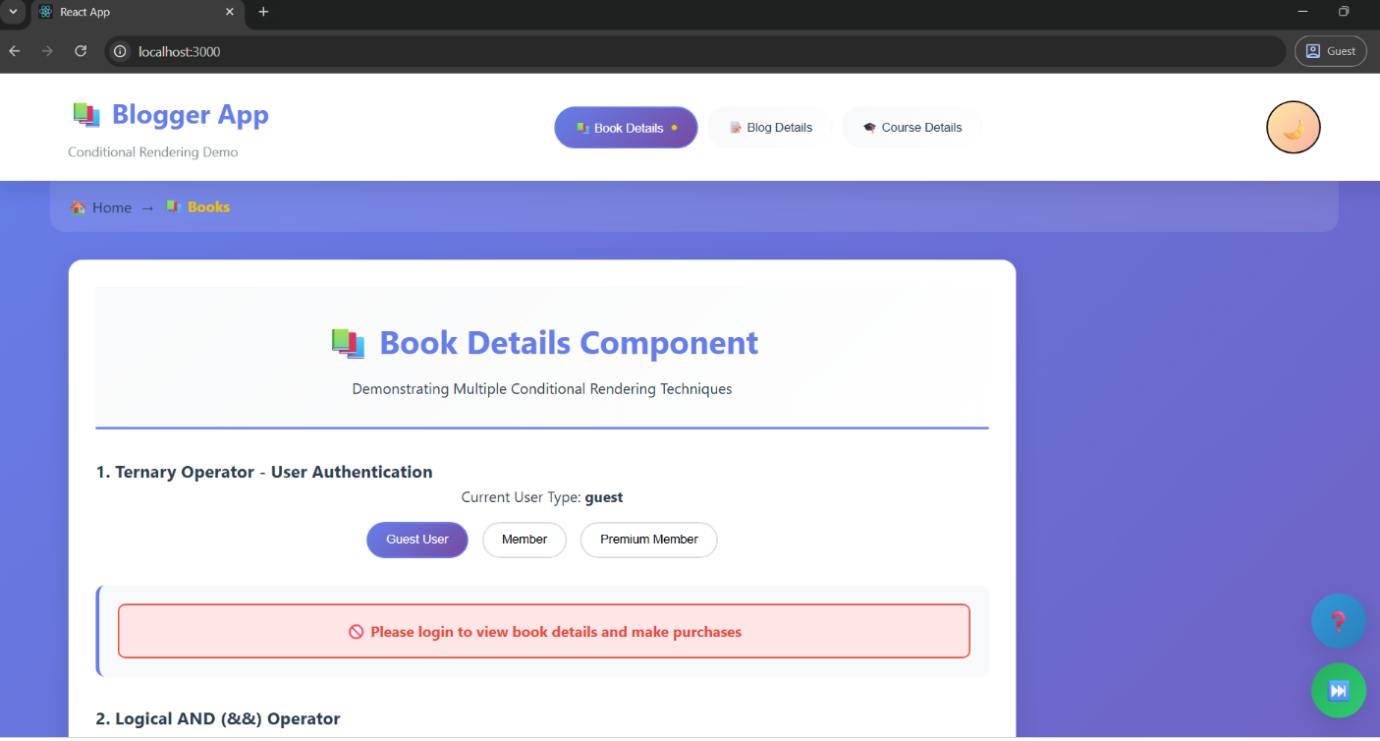 React App
localhost:3000
Guest
Blogger App
Conditional Rendering Demo
Book Details
Blog Details
Course Details
Home → Books
Book Details Component
Demonstrating Multiple Conditional Rendering Techniques
1. Ternary Operator - User Authentication
Current User Type: guest
Guest User
Member
Premium Member
Please login to view book details and make purchases
2. Logical AND (&&) Operator